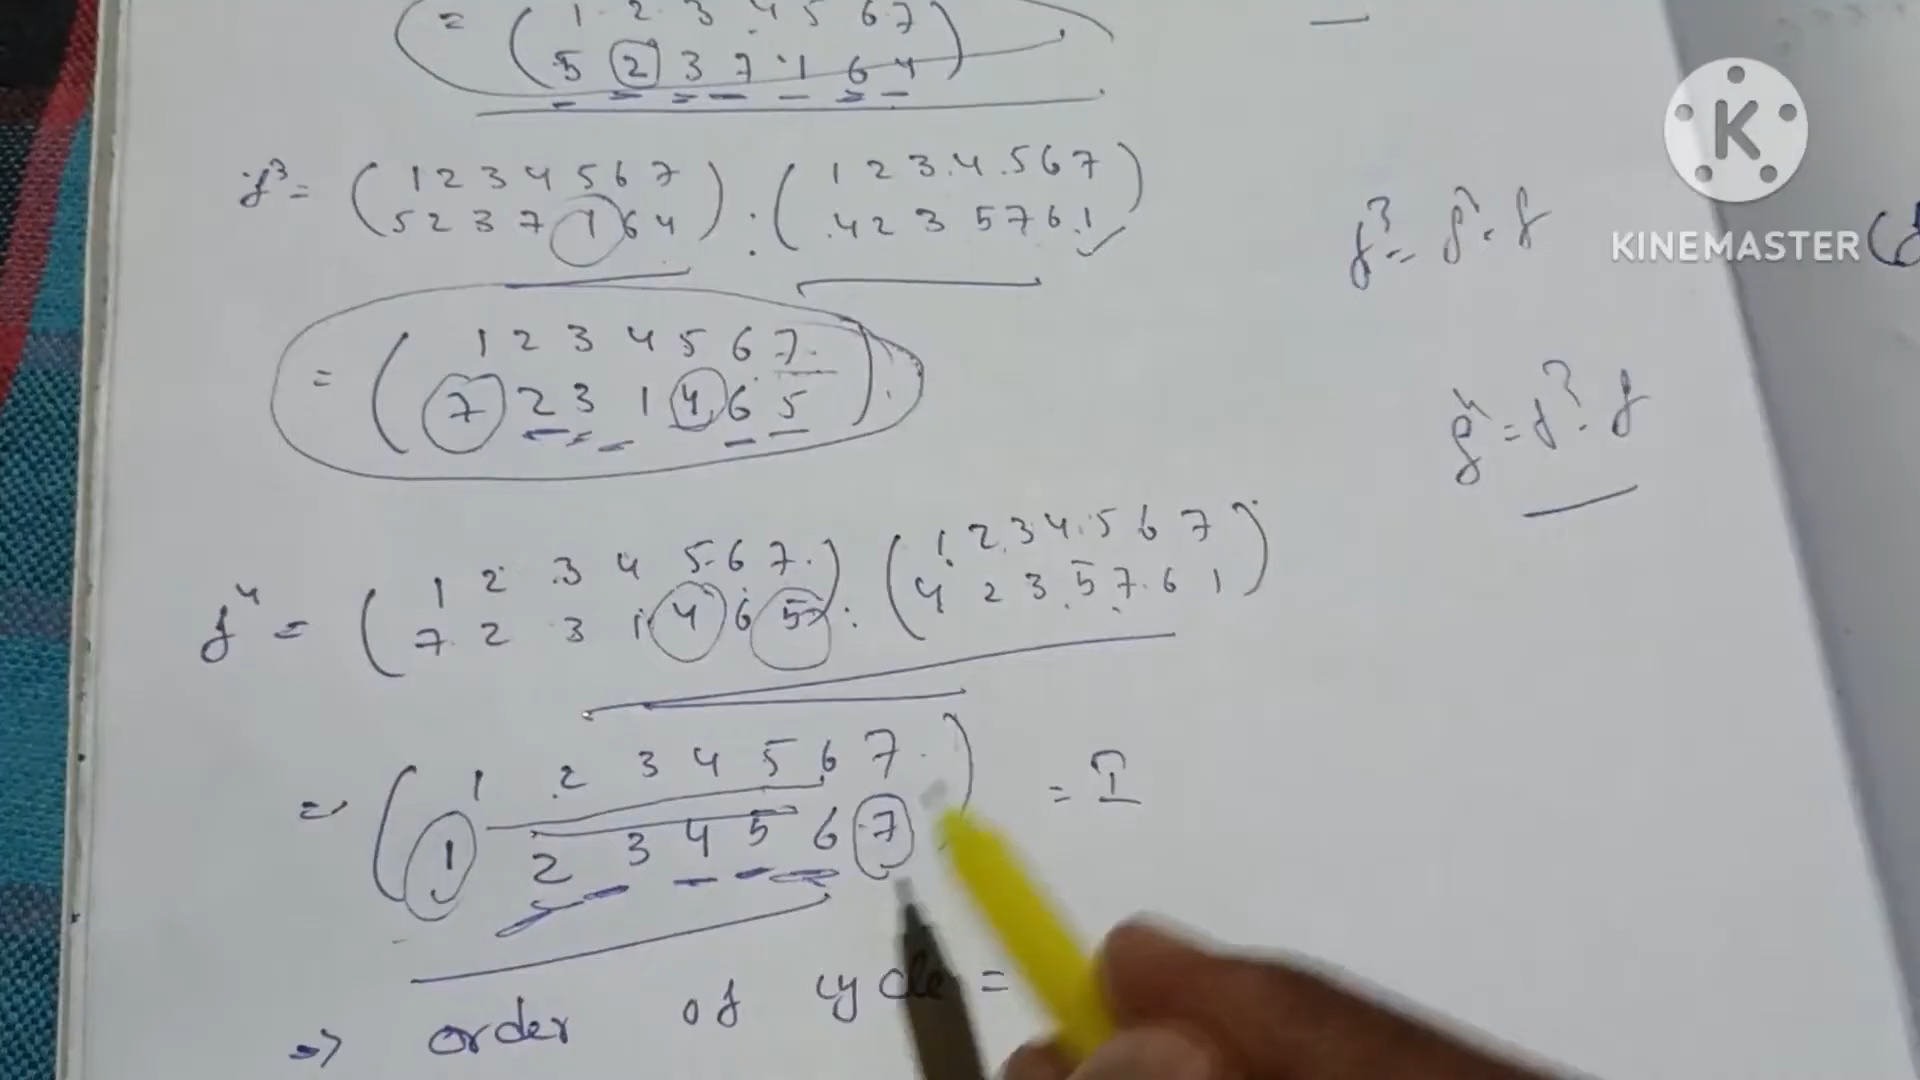 = ( 1 2 3 4 5 6 7
5 2 3 7 1 6 4 )
f³ = ( 1 2 3 4 5 6 7 ) . ( 1 2 3 4 5 6 7 )
5 2 3 7 1 6 4 4 2 3 5 7 6 1
f³ = f² . f
K
KINEMASTER
= ( 1 2 3 4 5 6 7 )
7 2 3 1 4 6 5
f⁴ = f³ . f
f⁴ = ( 1 2 3 4 5 6 7 ) . ( 1 2 3 4 5 6 7 )
7 2 3 1 4 6 5 4 2 3 5 7 6 1
= ( 1 2 3 4 5 6 7 ) = I
1 2 3 4 5 6 7
=> order of cycle =